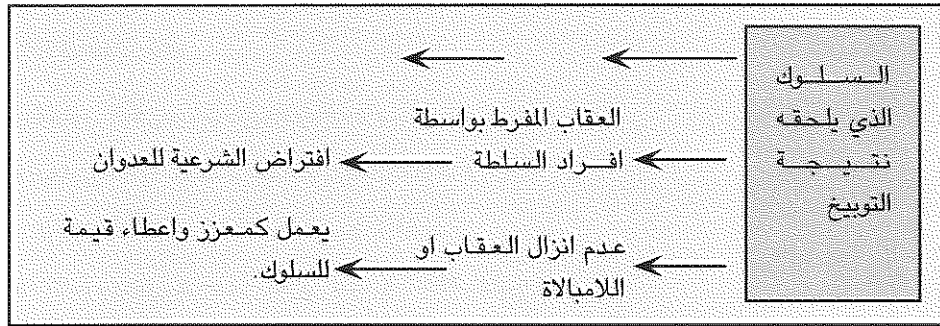 السلوك
الذي يلحقه
نتيجة
التوبيخ
العقاب المفرط بواسطة
افراد السلطة
افتراض الشرعية للعدوان
عدم انزال العقاب او
اللامبالاة
يعمل كمعزز واعطاء قيمة
للسلوك.